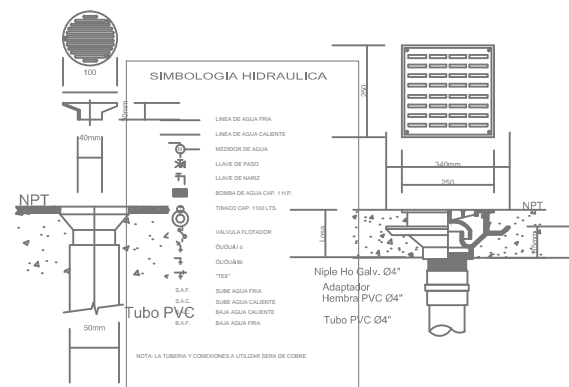 100
SIMBOLOGIA HIDRAULICA
250
LINEA DE AGUA FRIA
LINEA DE AGUA CALIENTE
40mm
M
MEDIDOR DE AGUA
LLAVE DE PASO
340mm
LLAVE DE NARIZ
250
BOMBA DE AGUA CAP. 1 H.P.
NPT
TINACO CAP. 1100 LTS.
NPT
VALVULA FLOTADOR
Losa
"TEE"
Niple Ho Galv. Ø4"
S.A.F. SUBE AGUA FRIA
Adaptador
Hembra PVC Ø4"
S.A.C. SUBE AGUA CALIENTE
Tubo PVC
BAJA AGUA CALIENTE
Tubo PVC Ø4"
B.A.F. BAJA AGUA FRIA
50mm
NOTA: LA TUBERIA Y CONEXIONES A UTILIZAR SERA DE COBRE